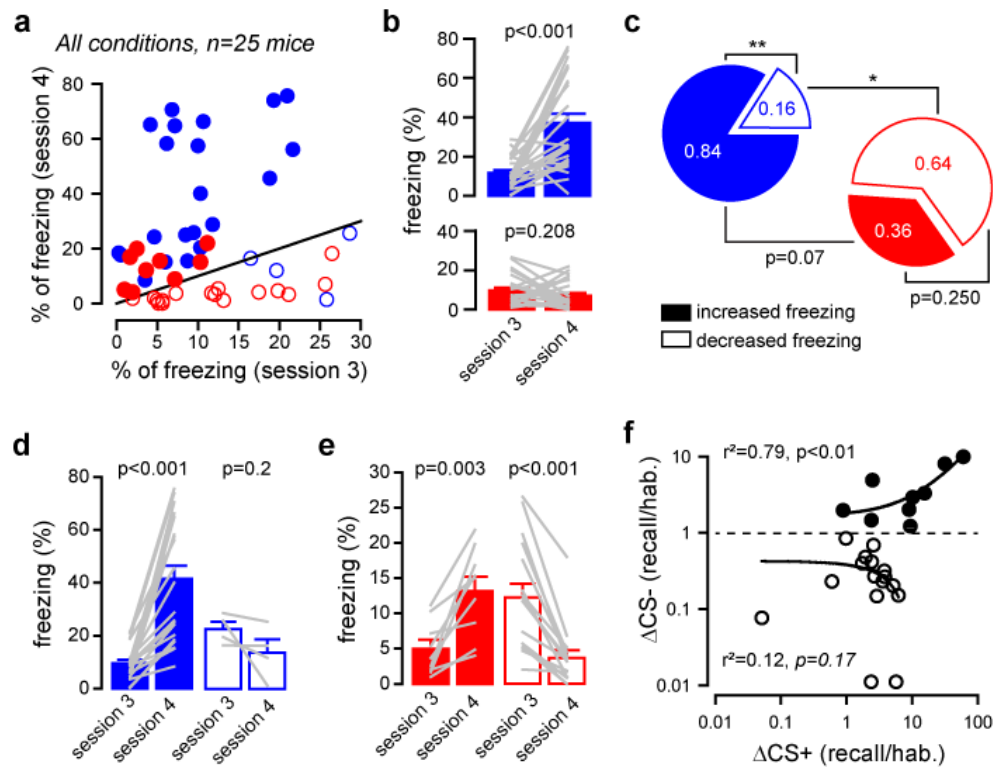 a
All conditions, n=25 mice
% of freezing (session 4)
80
60
40
20
0
0
5
10
15
20
25
30
% of freezing (session 3)
b
p<0.001
freezing (%)
80
60
40
20
0
p=0.208
40
20
0
session 3
session 4
c
**
*
0.16
0.84
0.64
0.36
p=0.07
p=0.250
increased freezing
decreased freezing
d
p<0.001
p=0.2
freezing (%)
80
60
40
20
0
session 3
session 4
session 3
session 4
e
p=0.003
p<0.001
freezing (%)
30
25
20
15
10
5
0
session 3
session 4
session 3
session 4
f
r²=0.79, p<0.01
ΔCS- (recall/hab.)
10
1
0.1
0.01
r²=0.12, p=0.17
0.01
0.1
1
10
100
ΔCS+ (recall/hab.)